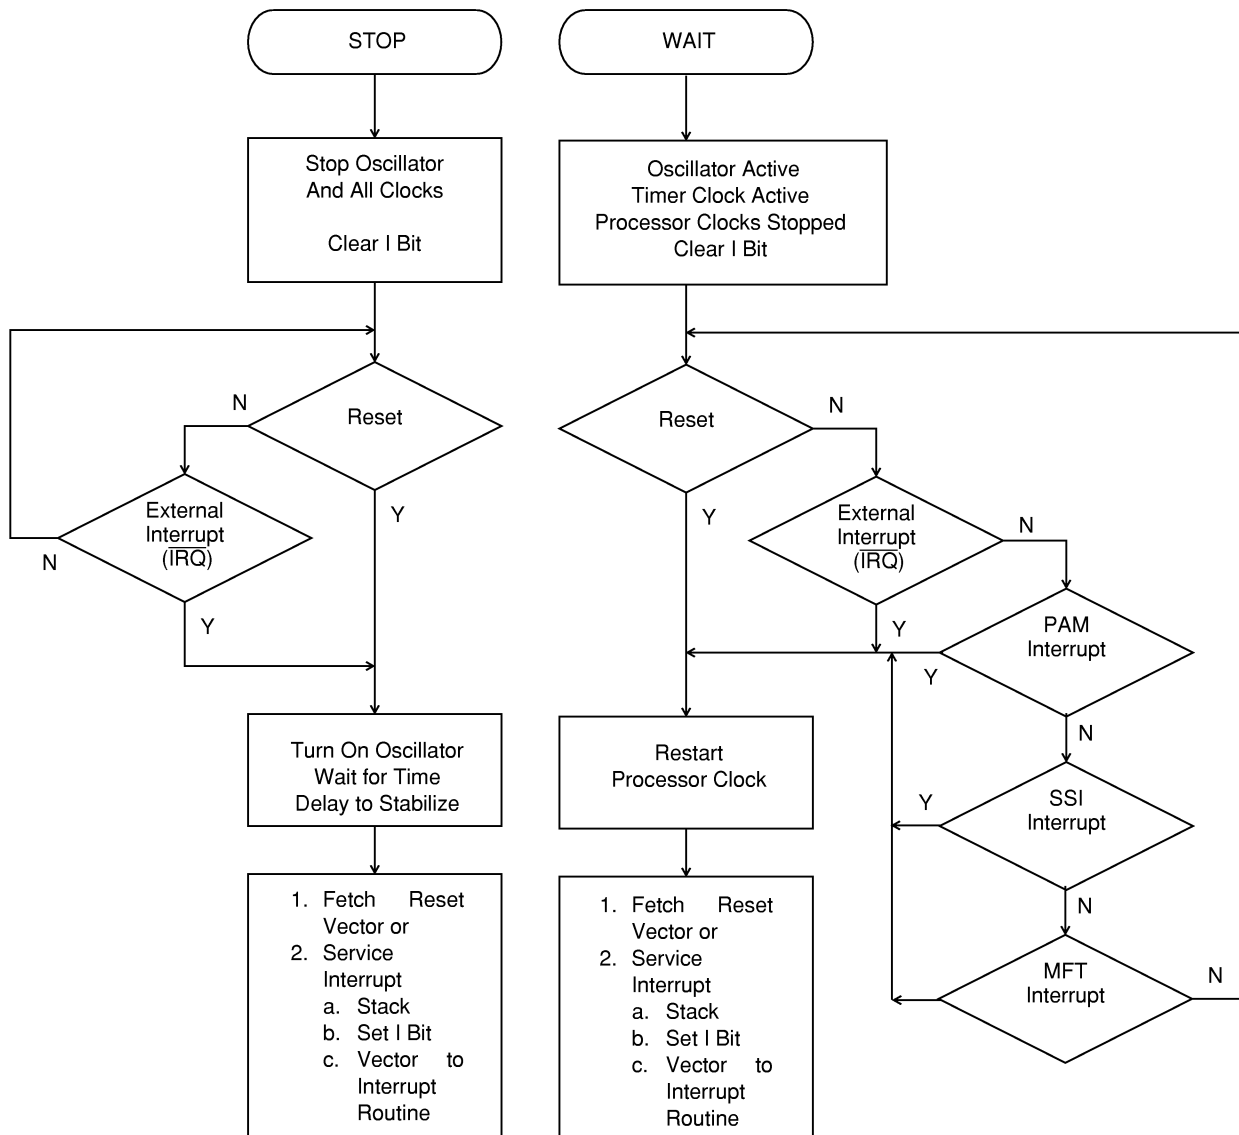 STOP
Stop Oscillator
And All Clocks
Clear I Bit
Reset
N
Y
External
Interrupt
(IRQ)
N
Y
Turn On Oscillator
Wait for Time
Delay to Stabilize
1. Fetch Reset
Vector or
2. Service
Interrupt
a. Stack
b. Set I Bit
c. Vector to
Interrupt
Routine
WAIT
Oscillator Active
Timer Clock Active
Processor Clocks Stopped
Clear I Bit
Reset
N
Y
External
Interrupt
(IRQ)
N
Y
PAM
Interrupt
Y
N
SSI
Interrupt
Y
N
MFT
Interrupt
N
Restart
Processor Clock
1. Fetch Reset
Vector or
2. Service
Interrupt
a. Stack
b. Set I Bit
c. Vector to
Interrupt
Routine